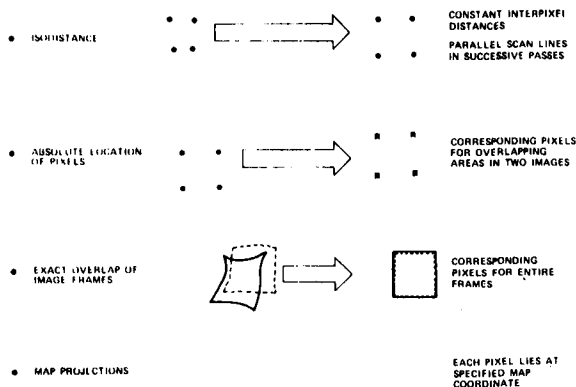 • ISODISTANCE
CONSTANT INTERPIXEL
DISTANCES
PARALLEL SCAN LINES
IN SUCCESSIVE PASSES
• ABSOLUTE LOCATION
OF PIXELS
CORRESPONDING PIXELS
FOR OVERLAPPING
AREAS IN TWO IMAGES
• EXACT OVERLAP OF
IMAGE FRAMES
CORRESPONDING
PIXELS FOR ENTIRE
FRAMES
• MAP PROJECTIONS
EACH PIXEL LIES AT
SPECIFIED MAP
COORDINATE